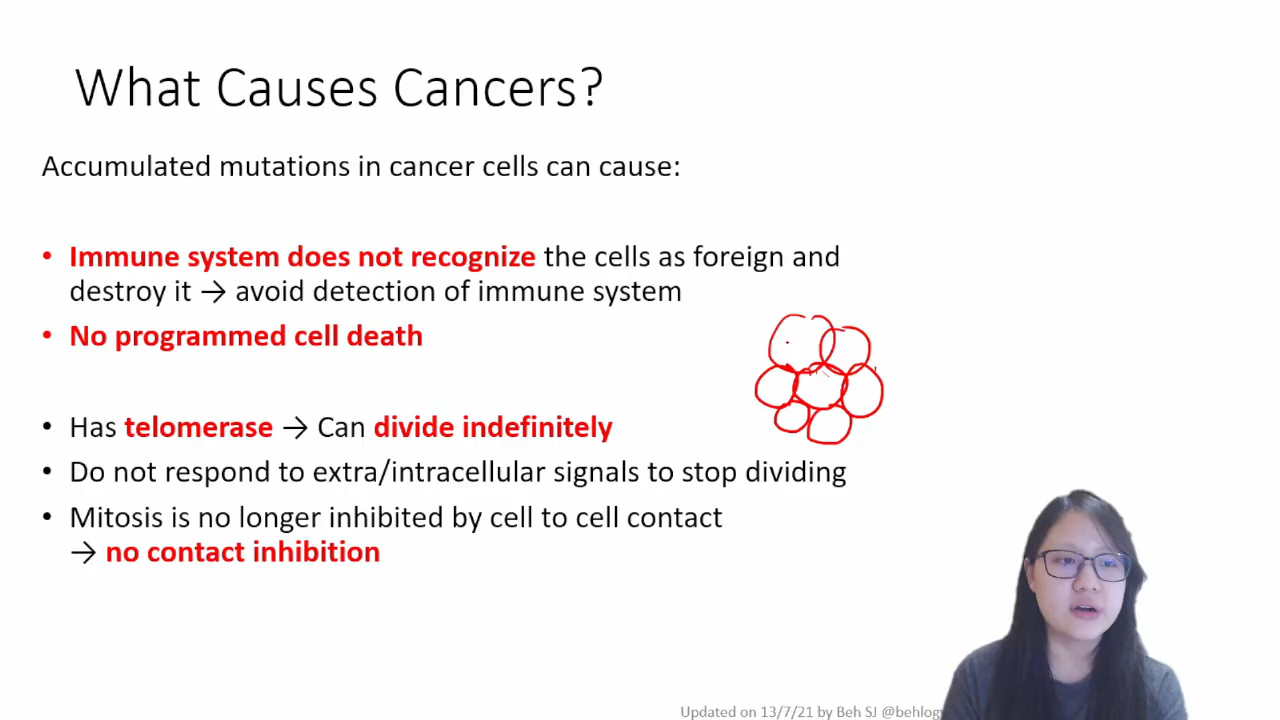 What Causes Cancers?
Accumulated mutations in cancer cells can cause:
• Immune system does not recognize the cells as foreign and
destroy it → avoid detection of immune system
• No programmed cell death
• Has telomerase → Can divide indefinitely
• Do not respond to extra/intracellular signals to stop dividing
• Mitosis is no longer inhibited by cell to cell contact
→ no contact inhibition
Updated on 13/7/21 by Beh SJ @behlogy